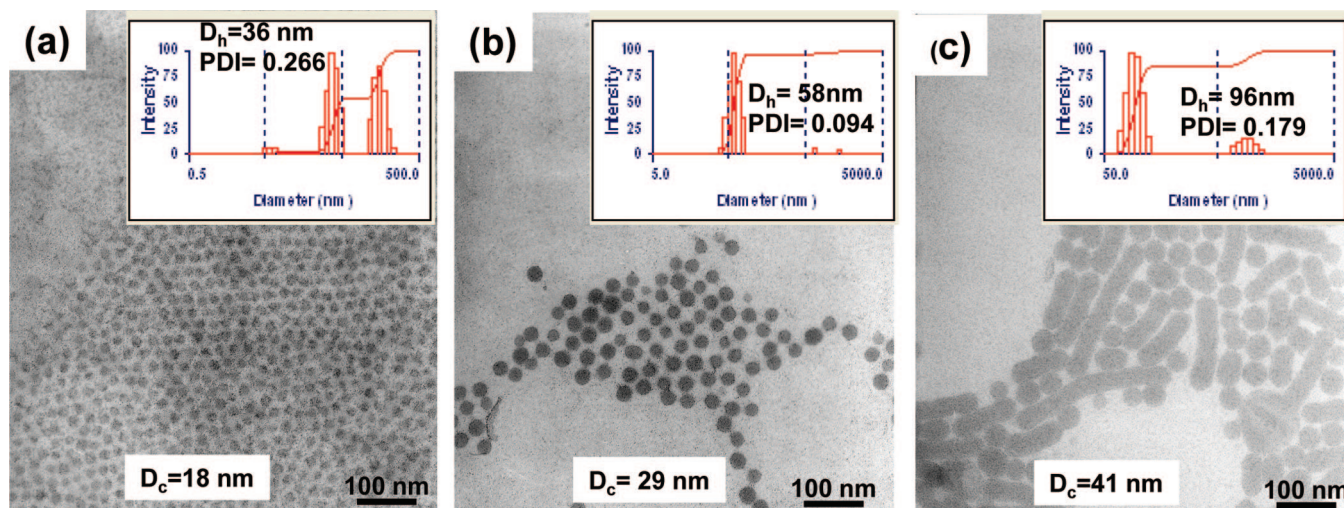 (a)
D_h=36 nm
PDI= 0.266
100
75
50
25
0
Intensity
0.5
500.0
Diameter (nm )
D_c=18 nm
100 nm
(b)
100
75
50
25
0
Intensity
D_h= 58nm
PDI= 0.094
5.0
5000.0
Diameter (nm )
D_c= 29 nm
100 nm
(c)
100
75
50
25
0
Intensity
D_h= 96nm
PDI= 0.179
50.0
5000.0
Diameter (nm )
D_c=41 nm
100 nm